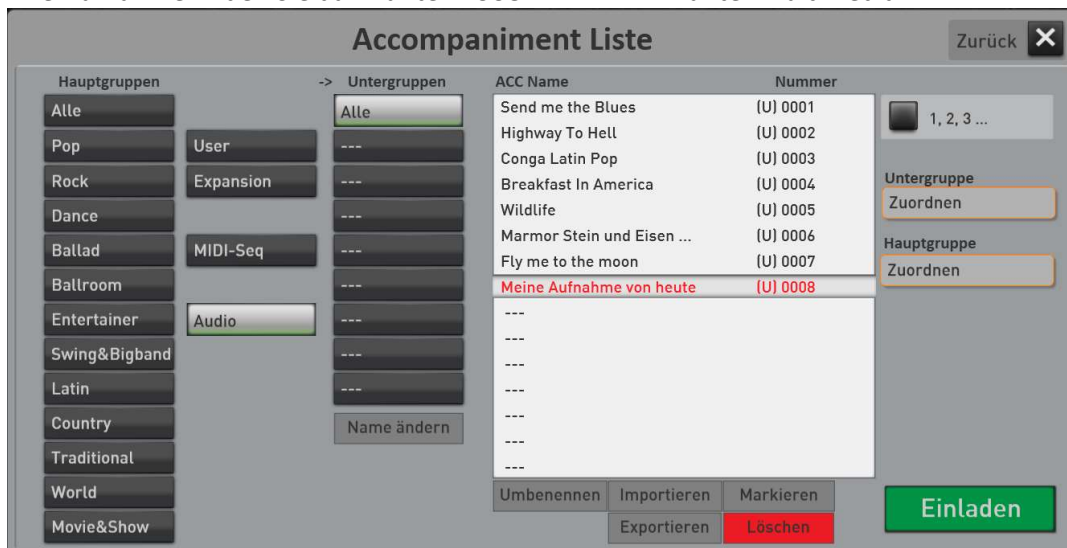 Accompaniment Liste
Zurück
Hauptgruppen -> Untergruppen
Alle
Pop
Rock
Dance
Ballad
Ballroom
Entertainer
Swing&Bigband
Latin
Country
Traditional
World
Movie&Show
User
Expansion
MIDI-Seq
Audio
Alle
---
---
---
---
---
---
---
---
Name ändern
ACC Name Nummer
Send me the Blues (U) 0001
Highway To Hell (U) 0002
Conga Latin Pop (U) 0003
Breakfast In America (U) 0004
Wildlife (U) 0005
Marmor Stein und Eisen ... (U) 0006
Fly me to the moon (U) 0007
Meine Aufnahme von heute (U) 0008
---
---
---
---
---
---
---
Umbenennen Importieren Markieren
Exportieren Löschen
1, 2, 3 ...
Untergruppe
Zuordnen
Hauptgruppe
Zuordnen
Einladen